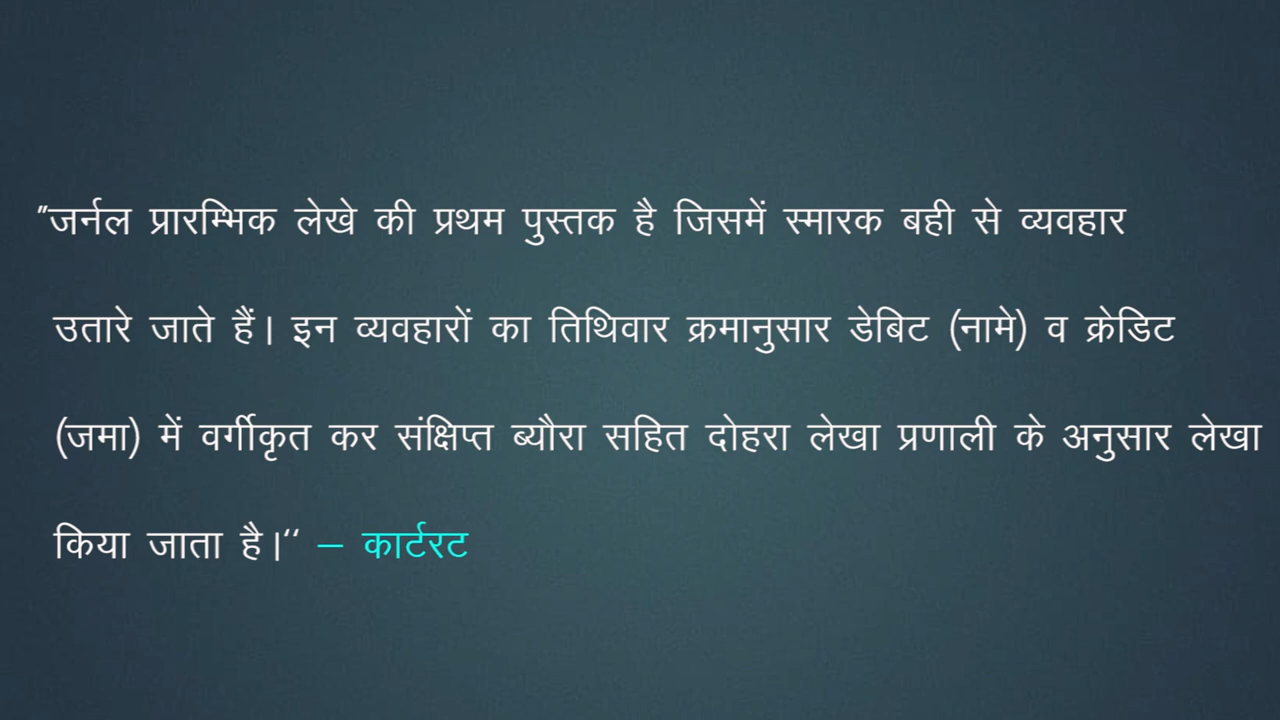 "जर्नल प्रारम्भिक लेखे की प्रथम पुस्तक है जिसमें स्मारक बही से व्यवहार
उतारे जाते हैं। इन व्यवहारों का तिथिवार क्रमानुसार डेबिट (नामे) व क्रेडिट
(जमा) में वर्गीकृत कर संक्षिप्त ब्यौरा सहित दोहरा लेखा प्रणाली के अनुसार लेखा
किया जाता है।‘‘ – कार्टरट